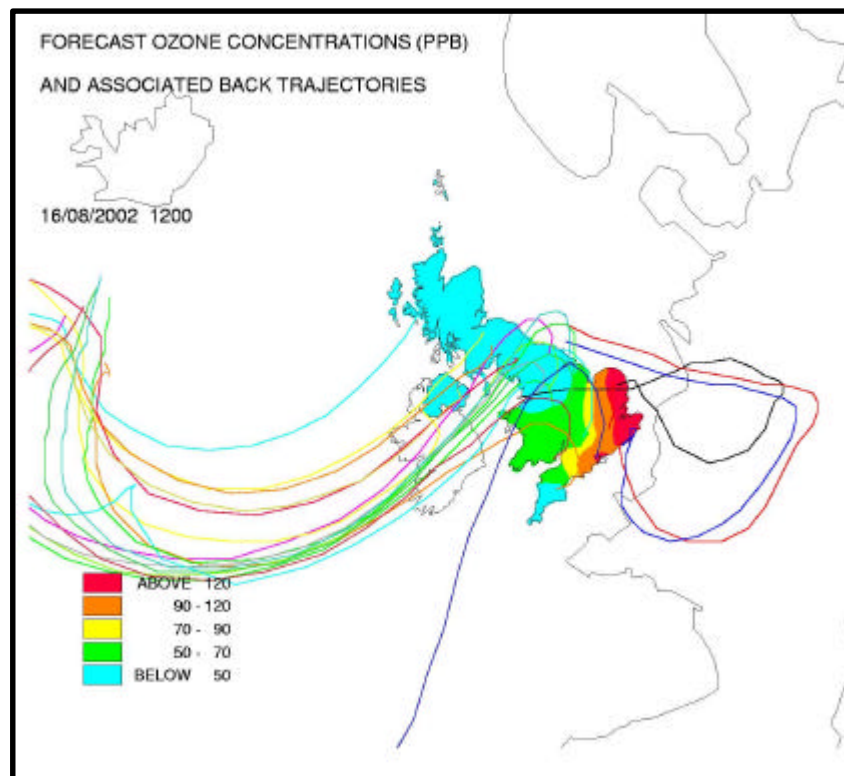 FORECAST OZONE CONCENTRATIONS (PPB)
AND ASSOCIATED BACK TRAJECTORIES
16/08/2002 1200
ABOVE 120
90 - 120
70 - 90
50 - 70
BELOW 50